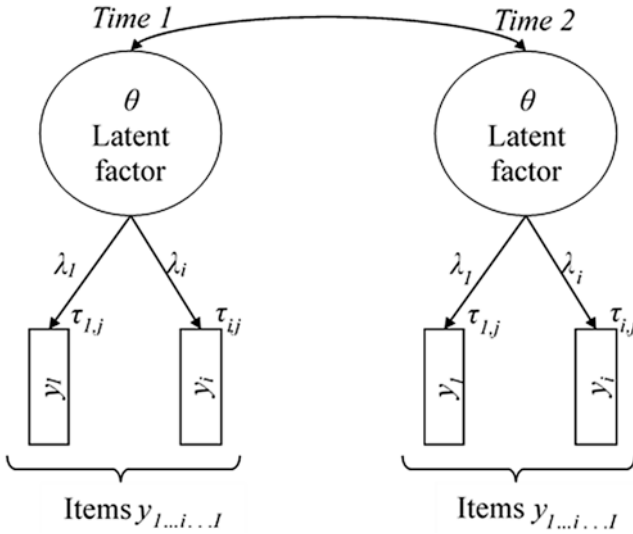 Time 1
Time 2
θ
Latent
factor
θ
Latent
factor
λ1
λi
λ1
λi
τ1,j
τi,j
τ1,j
τi,j
y1
yi
y1
yi
Items y1...i...I
Items y1...i...I